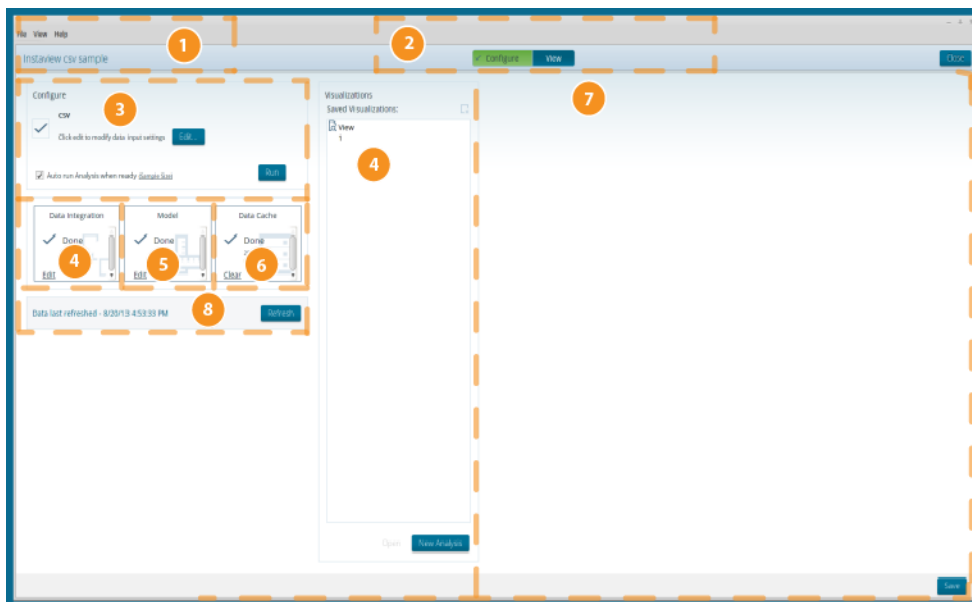 File View Help
1
2
Instaview csv sample
Configure View
Close
Configure
3
CSV
Click edit to modify data input settings Edit...
Auto run Analysis when ready (Sample Size)
Run
Visualizations
Saved Visualizations:
View
1
4
7
Data Integration
Done
4
Edit
Model
Done
5
Edit
Data Cache
Done
6
Clear
8
Data last refreshed - 8/20/13 4:53:33 PM
Refresh
Open New Analysis
Save